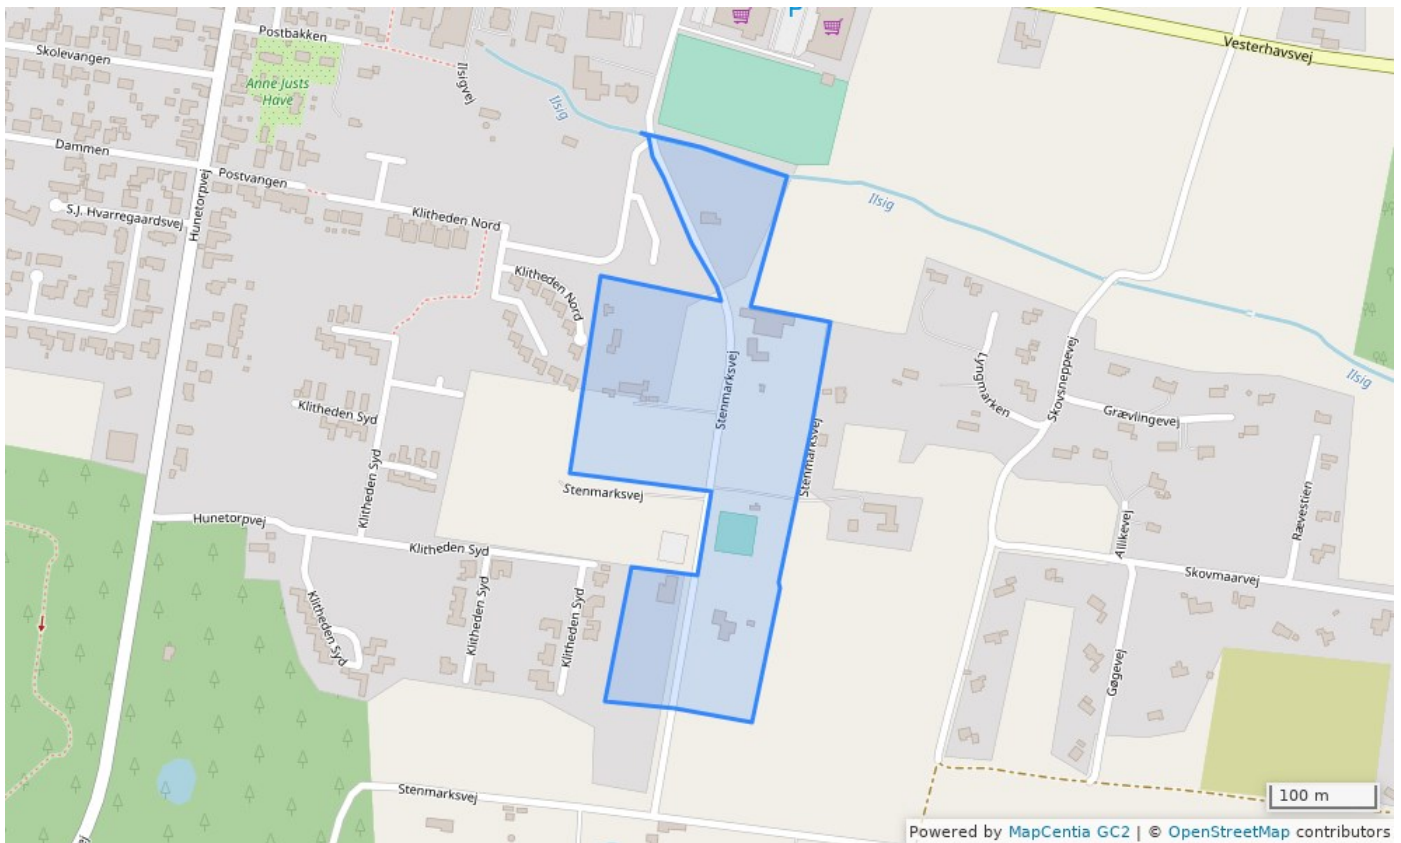 Postbakken
Vesterhavsvej
Skolevangen
Ilsigvej
Anne Justs
Have
Ilsig
Dammen
Postvangen
Ilsig
S.J. Hvarregaardsvej
Hunetorpvej
Klitheden Nord
Klitheden Nord
Lyngmarken
Skovsneppevej
Stenmarksvej
Ilsig
Klitheden Syd
Grævlingevej
Stenmarksvej
Klitheden Syd
Stenmarksvej
Rævestien
Hunetorpvej
Allikevej
Klitheden Syd
Skovmaarvej
Klitheden Syd
Klitheden Syd
Klitheden Syd
Gøgevej
Stenmarksvej
100 m
Powered by MapCentia GC2 | © OpenStreetMap contributors